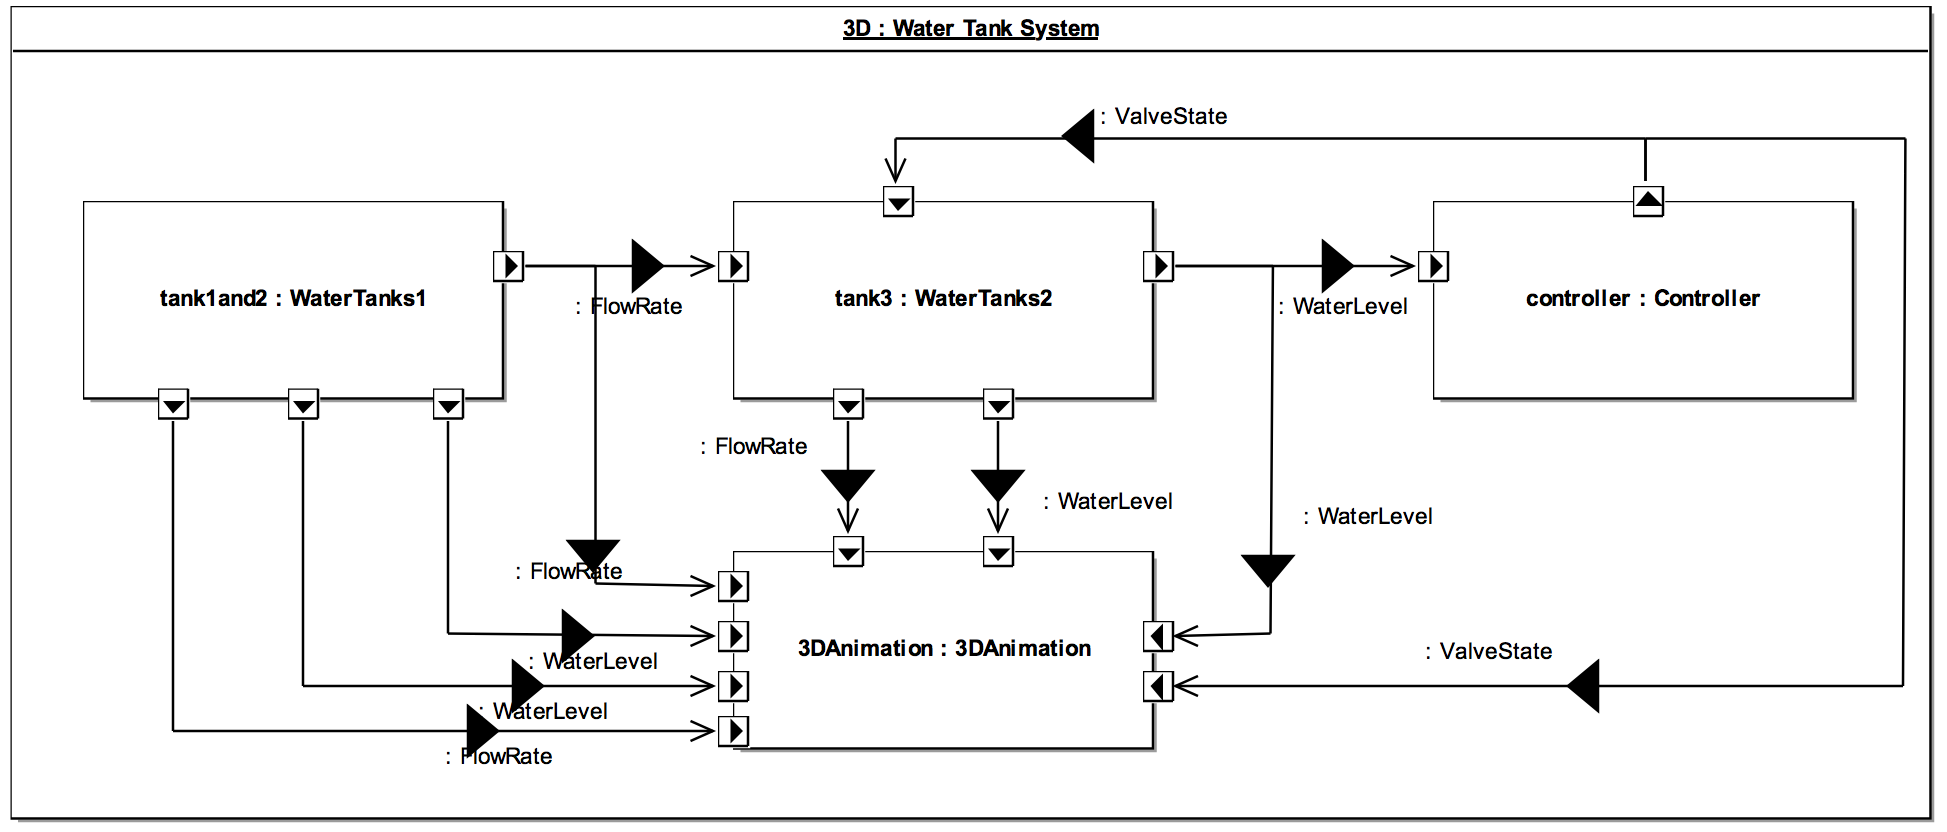 3D : Water Tank System
: ValveState
tank1and2 : WaterTanks1
: FlowRate
tank3 : WaterTanks2
: WaterLevel
controller : Controller
: FlowRate
: WaterLevel
: WaterLevel
: FlowRate
3DAnimation : 3DAnimation
: ValveState
: WaterLevel
: WaterLevel
: FlowRate